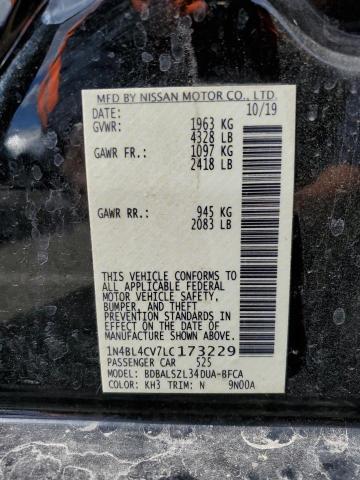 MFD BY NISSAN MOTOR CO., LTD.
DATE: 10/19
GVWR: 1963 KG
4328 LB
GAWR FR.: 1097 KG
2418 LB
GAWR RR.: 945 KG
2083 LB
THIS VEHICLE CONFORMS TO
ALL APPLICABLE FEDERAL
MOTOR VEHICLE SAFETY,
BUMPER, AND THEFT
PREVENTION STANDARDS IN
EFFECT ON THE DATE OF
MANUFACTURE SHOWN ABOVE.
1N4BL4CV7LC173229
PASSENGER CAR 525
MODEL: BDBALSZL34DUA-BFCA
COLOR: KH3 TRIM: N 9N00A